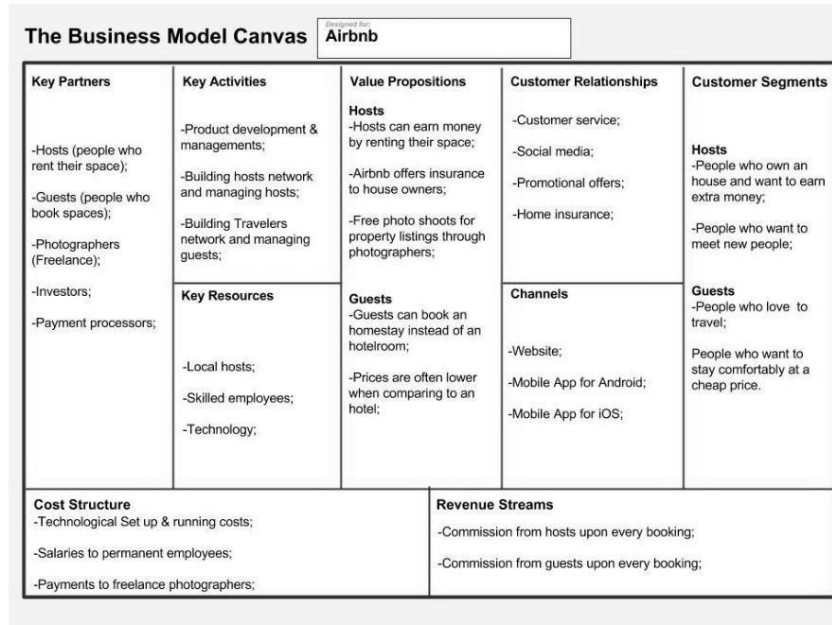 The Business Model Canvas
Designed for:
Airbnb
Key Partners
-Hosts (people who
rent their space);
-Guests (people who
book spaces);
-Photographers
(Freelance);
-Investors;
-Payment processors;
Key Activities
-Product development &
managements;
-Building hosts network
and managing hosts;
-Building Travelers
network and managing
guests;
Key Resources
-Local hosts;
-Skilled employees;
-Technology;
Value Propositions
Hosts
-Hosts can earn money
by renting their space;
-Airbnb offers insurance
to house owners;
-Free photo shoots for
property listings through
photographers;
Guests
-Guests can book an
homestay instead of an
hotelroom;
-Prices are often lower
when comparing to an
hotel;
Customer Relationships
-Customer service;
-Social media;
-Promotional offers;
-Home insurance;
Channels
-Website;
-Mobile App for Android;
-Mobile App for iOS;
Customer Segments
Hosts
-People who own an
house and want to earn
extra money;
-People who want to
meet new people;
Guests
-People who love to
travel;
People who want to
stay comfortably at a
cheap price.
Cost Structure
-Technological Set up & running costs;
-Salaries to permanent employees;
-Payments to freelance photographers;
Revenue Streams
-Commission from hosts upon every booking;
-Commission from guests upon every booking;